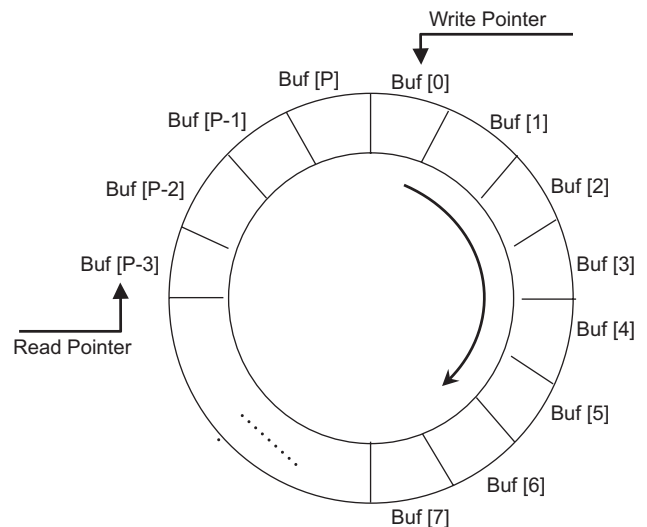 Write Pointer
Buf [P]
Buf [0]
Buf [P-1]
Buf [1]
Buf [P-2]
Buf [2]
Buf [P-3]
Buf [3]
Read Pointer
Buf [4]
Buf [5]
Buf [6]
Buf [7]